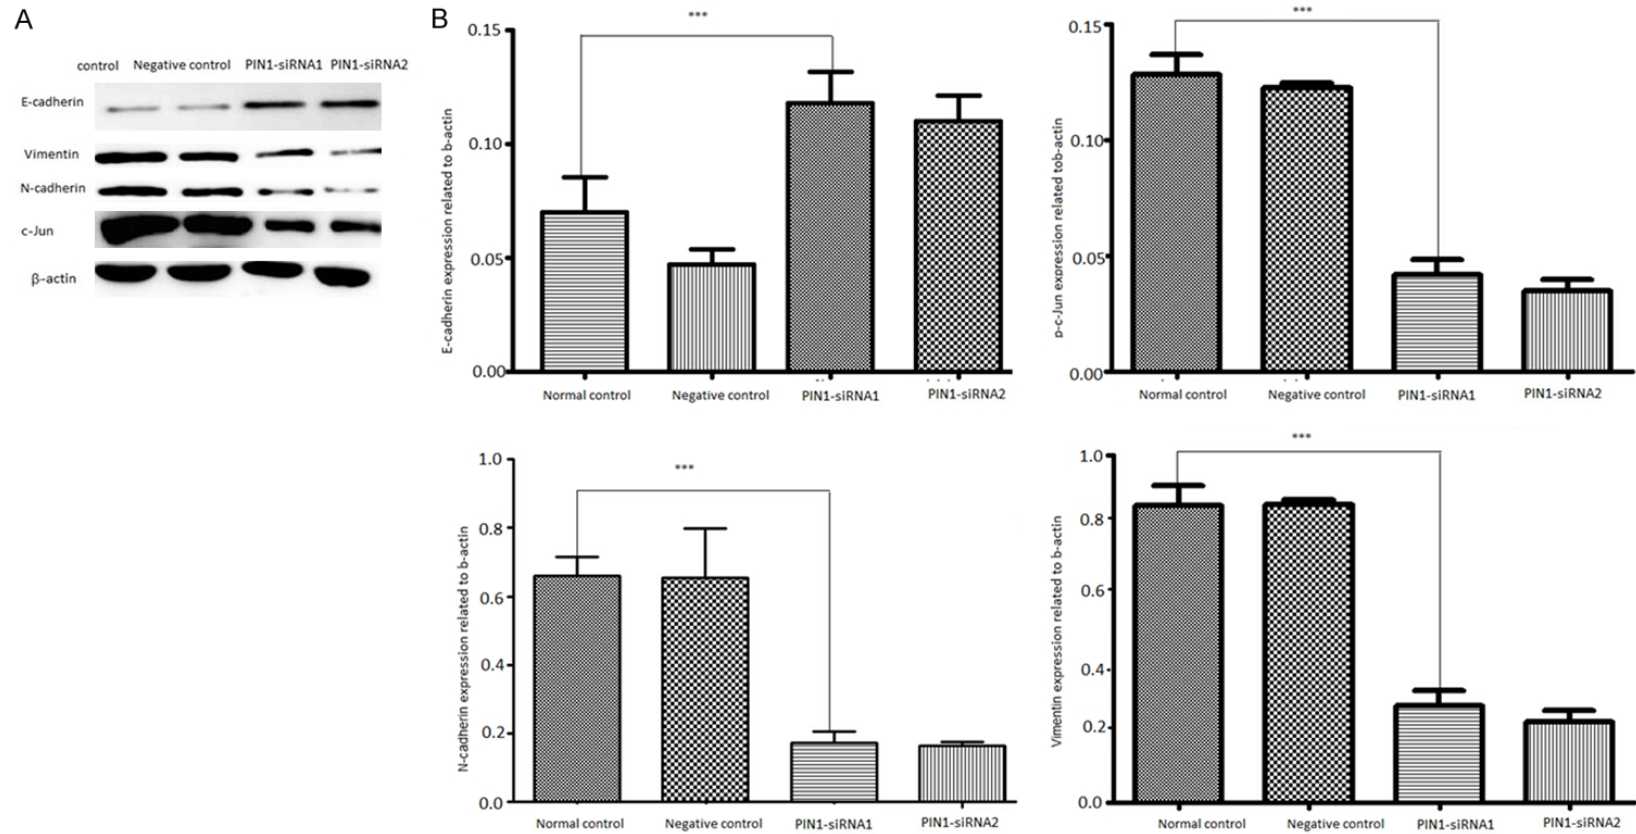 A
control Negative control PIN1-siRNA1 PIN1-siRNA2
E-cadherin
Vimentin
N-cadherin
c-Jun
β-actin
B
***
0.15
0.10
0.05
0.00
E-cadherin expression related to b-actin
Normal control Negative control PIN1-siRNA1 PIN1-siRNA2
***
0.15
0.10
0.05
0.00
p-c-Jun expression related tob-actin
Normal control Negative control PIN1-siRNA1 PIN1-siRNA2
***
1.0
0.8
0.6
0.4
0.2
0.0
N-cadherin expression related to b-actin
Normal control Negative control PIN1-siRNA1 PIN1-siRNA2
***
1.0
0.8
0.6
0.4
0.2
0.0
Vimentin expression related to b-actin
Normal control Negative control PIN1-siRNA1 PIN1-siRNA2